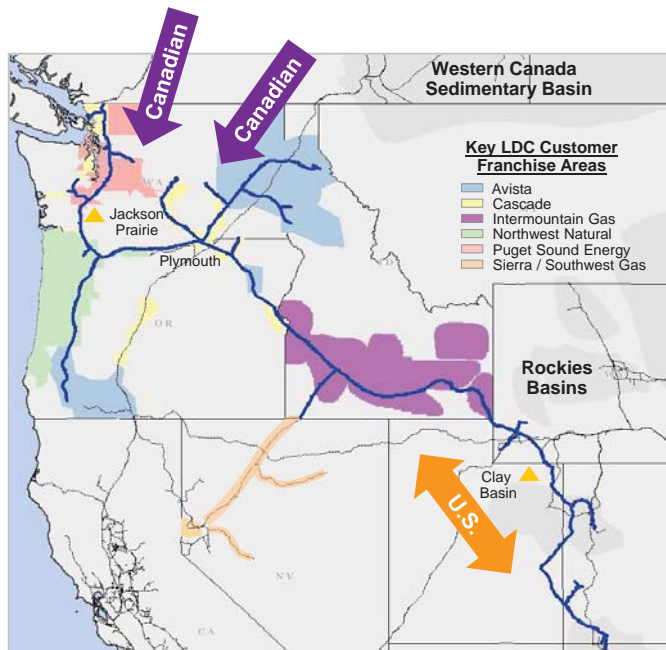 Canadian
Canadian
Western Canada
Sedimentary Basin
Key LDC Customer
Franchise Areas
Avista
Cascade
Intermountain Gas
Northwest Natural
Puget Sound Energy
Sierra / Southwest Gas
WA
Jackson
Prairie
Plymouth
ID
OR
Rockies
Basins
Clay
Basin
U.S.
NV
CA